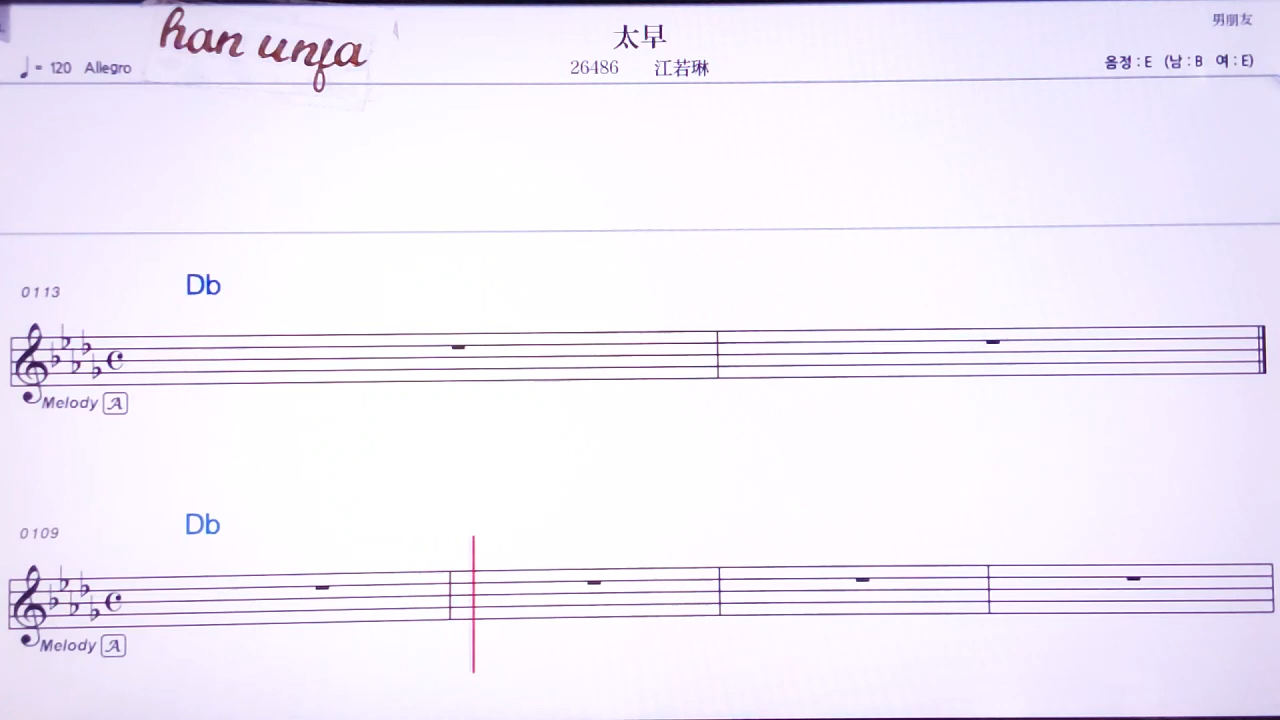 han unfa
太早
男朋友
♩= 120 Allegro
26486 江若琳
음정 : E (남 : B 여 : E)
0113
Db
Melody A
0109
Db
Melody A